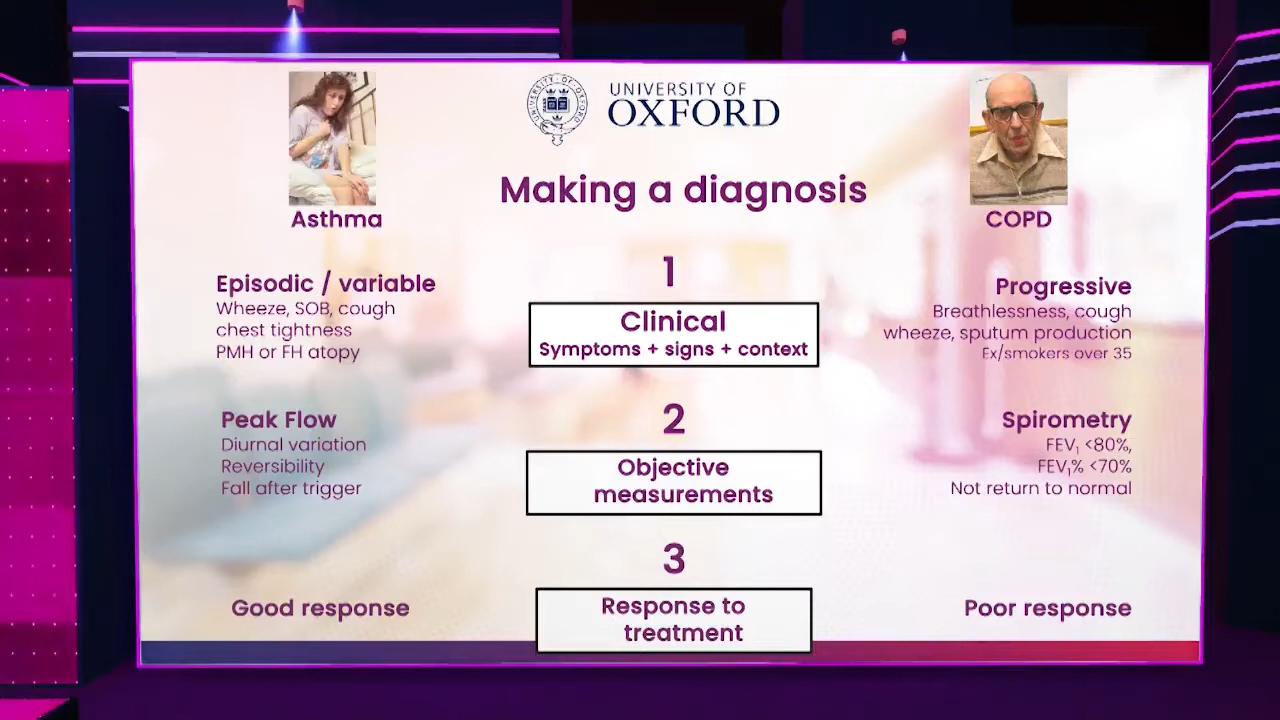 UNIVERSITY OF
OXFORD
Making a diagnosis
Asthma
COPD
1
Episodic / variable
Wheeze, SOB, cough
chest tightness
PMH or FH atopy
Clinical
Symptoms + signs + context
Progressive
Breathlessness, cough
wheeze, sputum production
Ex/smokers over 35
2
Peak Flow
Diurnal variation
Reversibility
Fall after trigger
Objective
measurements
Spirometry
FEV₁ <80%,
FEV₁% <70%
Not return to normal
3
Good response
Response to
treatment
Poor response